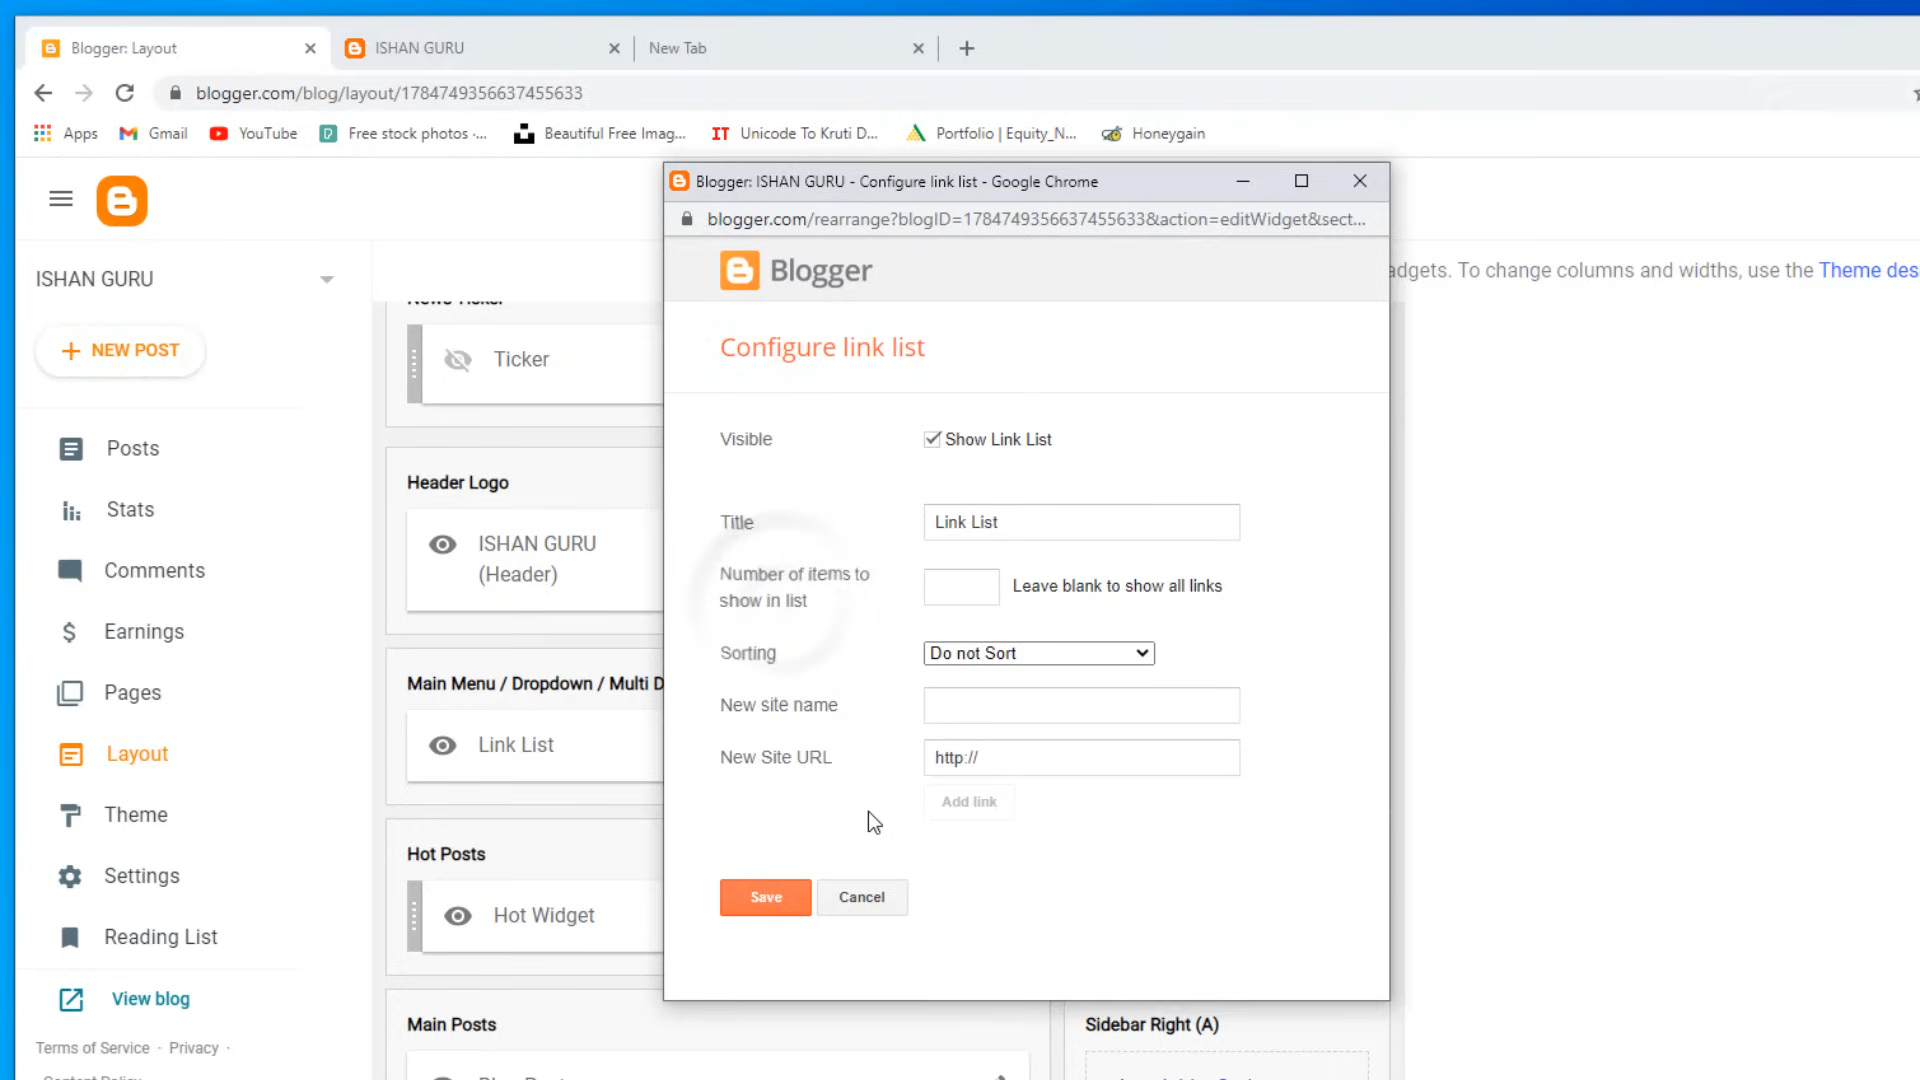 Blogger: Layout
ISHAN GURU
New Tab
blogger.com/blog/layout/1784749356637455633
Apps
Gmail
YouTube
Free stock photos ·...
Beautiful Free Imag...
IT Unicode To Kruti D...
Portfolio | Equity_N...
Honeygain
Blogger: ISHAN GURU - Configure link list - Google Chrome
blogger.com/rearrange?blogID=1784749356637455633&action=editWidget&sect...
Blogger
adgets. To change columns and widths, use the Theme des
ISHAN GURU
NEW POST
Posts
Stats
Comments
Earnings
Pages
Layout
Theme
Settings
Reading List
View blog
Terms of Service · Privacy ·
Content Policy
News Ticker
Ticker
Header Logo
ISHAN GURU
(Header)
Main Menu / Dropdown / Multi D
Link List
Hot Posts
Hot Widget
Main Posts
Configure link list
Visible
Show Link List
Title
Link List
Number of items to
show in list
Leave blank to show all links
Sorting
Do not Sort
New site name
New Site URL
http://
Add link
Save
Cancel
Sidebar Right (A)